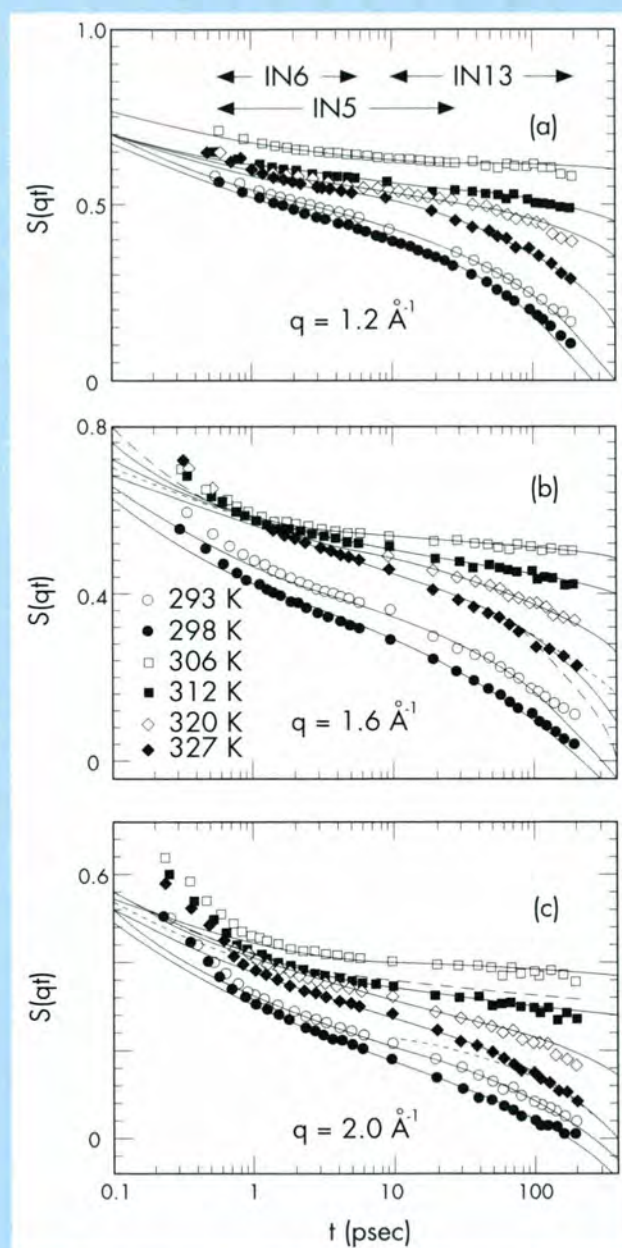 1.0
IN6
IN13
IN5
(a)
S(qt)
0.5
q = 1.2 Å-1
0
0.8
(b)
S(qt)
0.4
293 K
298 K
306 K
312 K
320 K
327 K
q = 1.6 Å-1
0
0.6
(c)
S(qt)
q = 2.0 Å-1
0
0.1
1
10
100
t (psec)